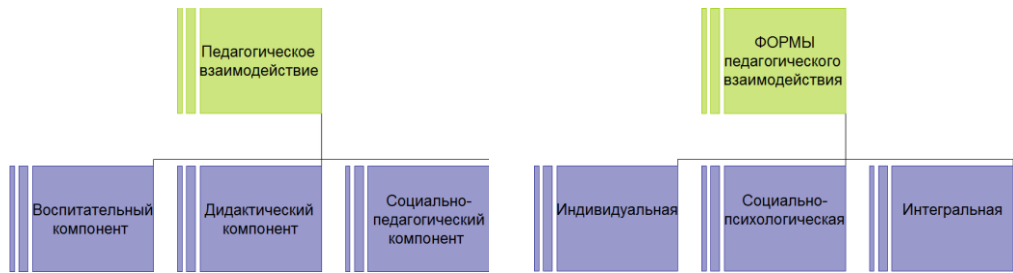 Педагогическое
взаимодействие
Воспитательный
компонент
Дидактический
компонент
Социально-
педагогический
компонент
ФОРМЫ
педагогического
взаимодействия
Индивидуальная
Социально-
психологическая
Интегральная